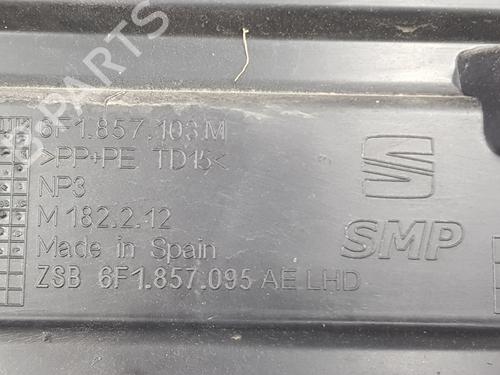 6F1.857.103M
>PP+PE TD15<
NP3
M 182.2.12
Made in Spain
ZSB 6F1.857.095 AE LHD
SMP